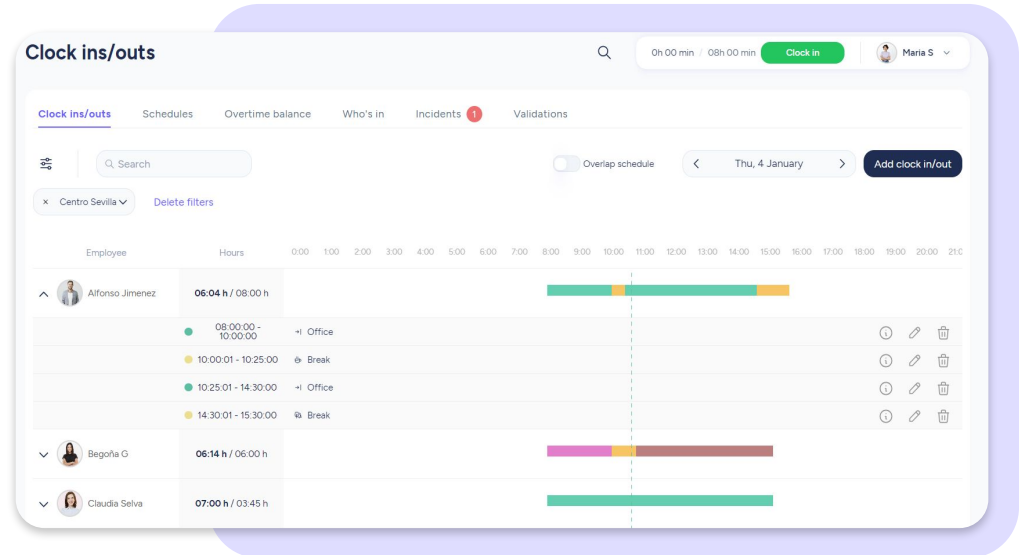 Clock ins/outs
0h 00 min / 08h 00 min
Clock in
Maria S
Clock ins/outs
Schedules
Overtime balance
Who's in
Incidents 1
Validations
Search
Overlap schedule
Thu, 4 January
Add clock in/out
× Centro Sevilla
Delete filters
Employee
Hours
0:00 1:00 2:00 3:00 4:00 5:00 6:00 7:00 8:00 9:00 10:00 11:00 12:00 13:00 14:00 15:00 16:00 17:00 18:00 19:00 20:00 21:0
Alfonso Jimenez
06:04 h / 08:00 h
08:00:00 -
10:00:00
Office
10:00:01 - 10:25:00
Break
10:25:01 - 14:30:00
Office
14:30:01 - 15:30:00
Break
Begoña G
06:14 h / 06:00 h
Claudia Selva
07:00 h / 03:45 h